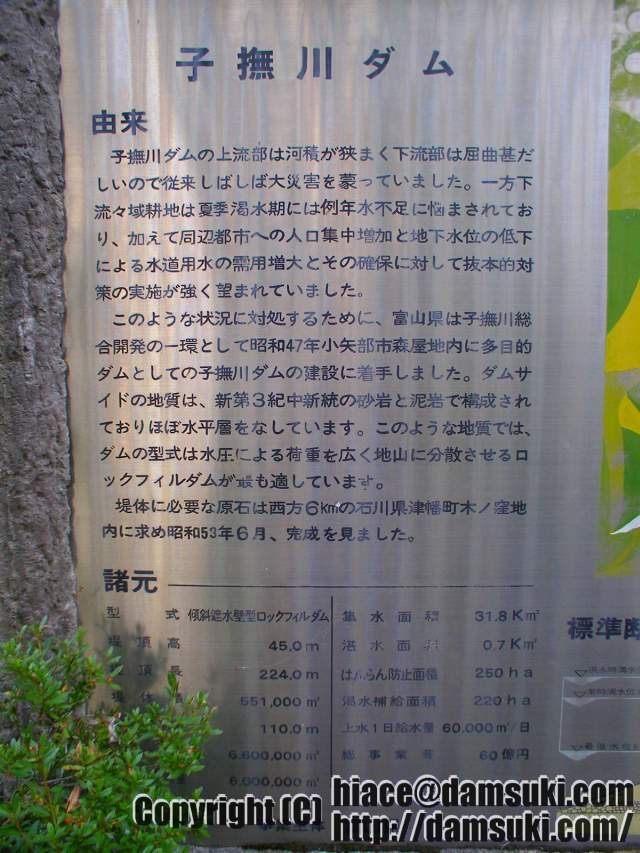 子撫川ダム
由来
子撫川ダムの上流部は河積が狭まく下流部は屈曲甚だ
しいので従来しばしば大災害を蒙っていました。一方下
流々域耕地は夏季渇水期には例年水不足に悩まされてお
り、加えて周辺都市への人口集中増加と地下水位の低下
による水道用水の需用増大とその確保に対して抜本的対
策の実施が強く望まれていました。
このような状況に対処するために、富山県は子撫川総
合開発の一環として昭和47年小矢部市森屋地内に多目的
ダムとしての子撫川ダムの建設に着手しました。ダムサ
イドの地質は、新第3紀中新統の砂岩と泥岩で構成され
ておりほぼ水平層をなしています。このような地質では、
ダムの型式は水圧による荷重を広く地山に分散させるロ
ックフィルダムが最も適しています。
堤体に必要な原石は西方6kmの石川県津幡町木ノ窪地
内に求め昭和53年6月、完成を見ました。
諸元
型 式 傾斜遮水壁型ロックフィルダム 集水面積 31.8K㎡
堤頂高 45.0m 湛水面積 0.7K㎡
頂長 224.0m はんらん防止面積 250ha
堤体 551,000㎥ 渇水補給面積 220ha
110.0m 上水1日給水量 60,000㎥/日
6,600,000㎥ 総事業費 60億円
6,000,000㎥
標準断
Copyright (C) hiace@damsuki.com
http://damsuki.com/